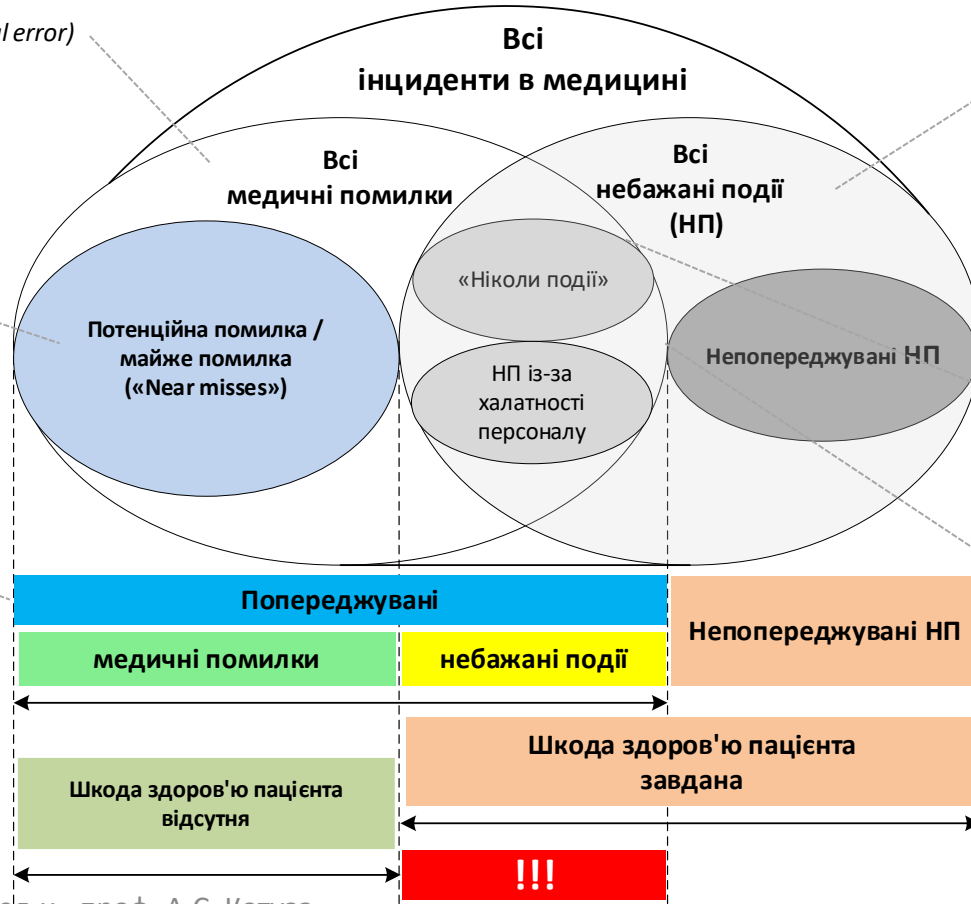 al error)
Всі
інциденти в медицині
Всі
медичні помилки
Всі
небажані події
(НП)
«Ніколи події»
Потенційна помилка /
майже помилка
(«Near misses»)
НП із-за
халатності
персоналу
Непопереджувані НП
Попереджувані
Непопереджувані НП
медичні помилки
небажані події
Шкода здоров'ю пацієнта
завдана
Шкода здоров'ю пацієнта
відсутня
!!!